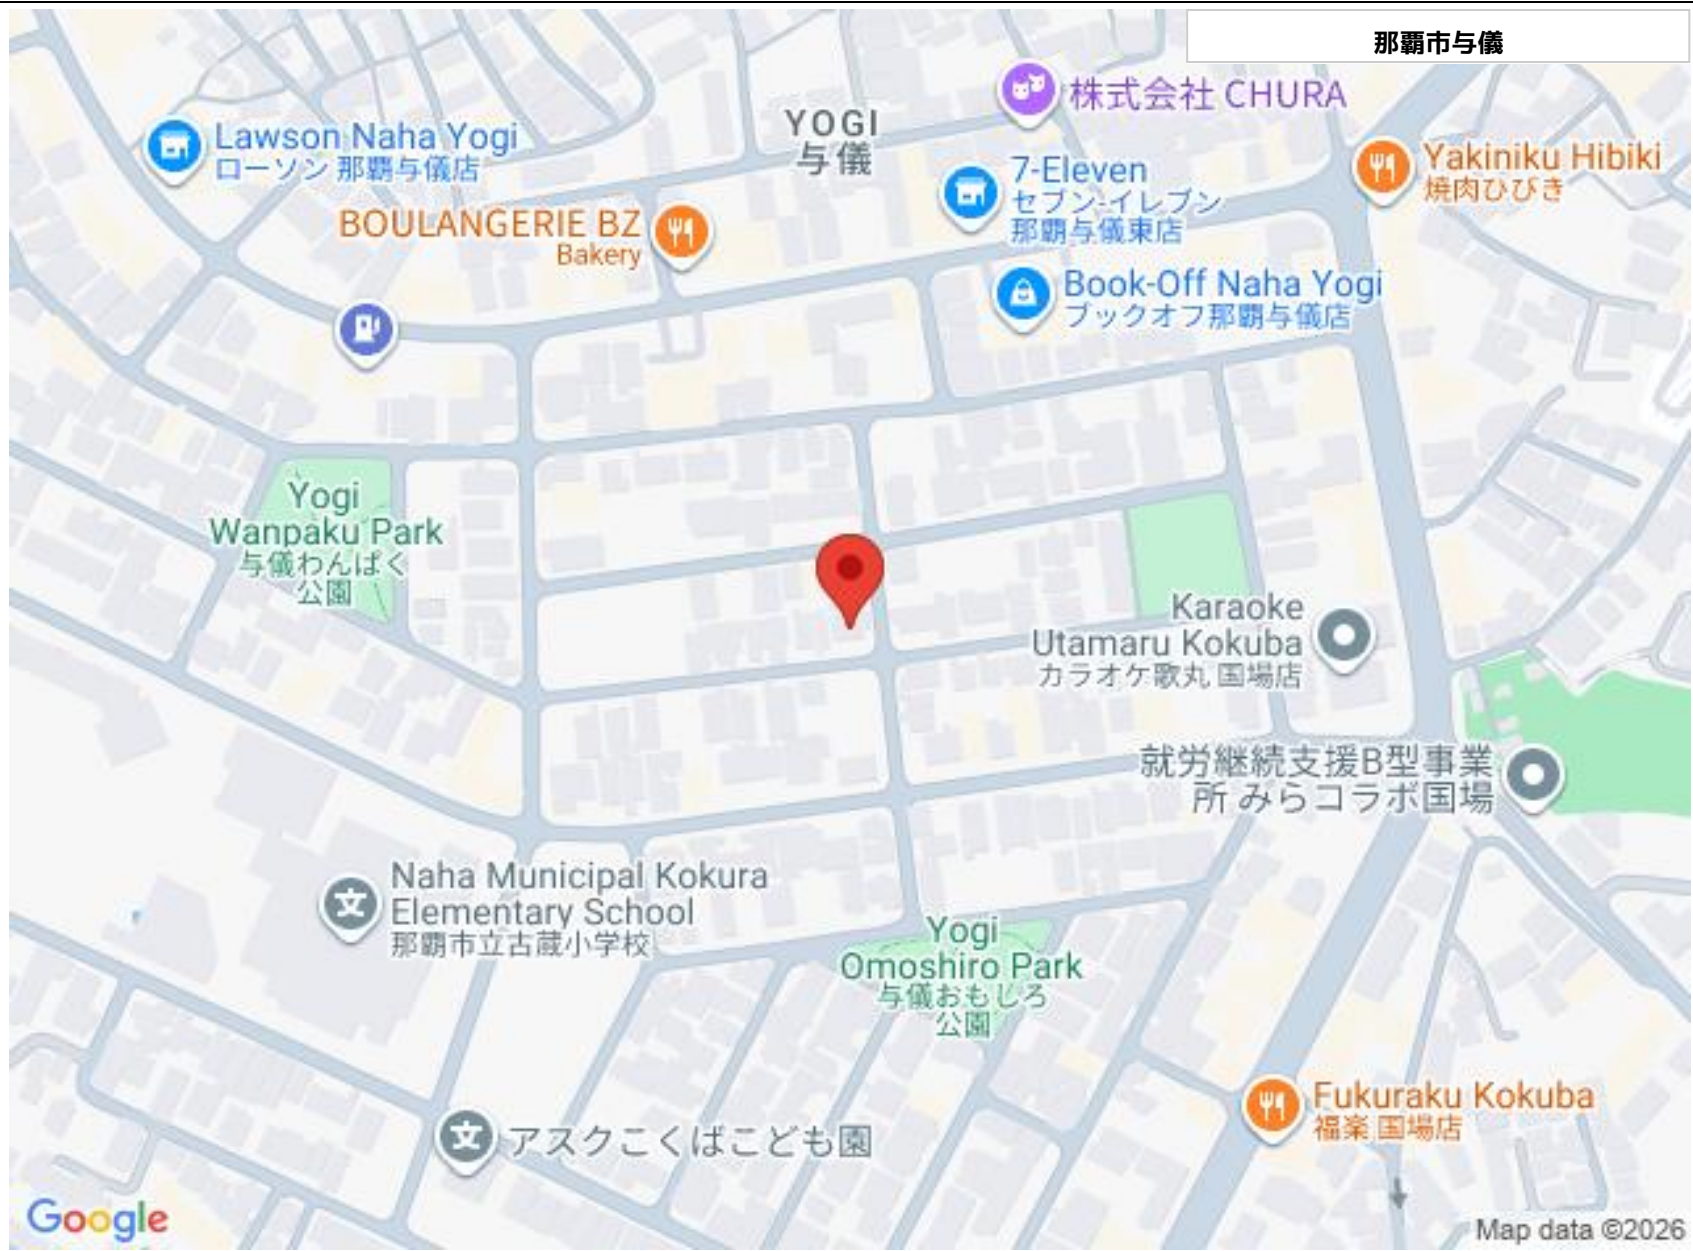 那覇市与儀
株式会社 CHURA
YOGI
与儀
Lawson Naha Yogi
ローソン 那覇与儀店
7-Eleven
セブン-イレブン
那覇与儀東店
Yakiniku Hibiki
焼肉ひびき
BOULANGERIE BZ
Bakery
Book-Off Naha Yogi
ブックオフ那覇与儀店
Yogi
Wanpaku Park
与儀わんぱく
公園
Karaoke
Utamaru Kokuba
カラオケ歌丸 国場店
就労継続支援B型事業
所 みらコラボ国場
Naha Municipal Kokura
Elementary School
那覇市立古蔵小学校
Yogi
Omoshiro Park
与儀おもしろ
公園
Fukuraku Kokuba
福楽 国場店
アスクこくばこども園
Google
Map data ©2026